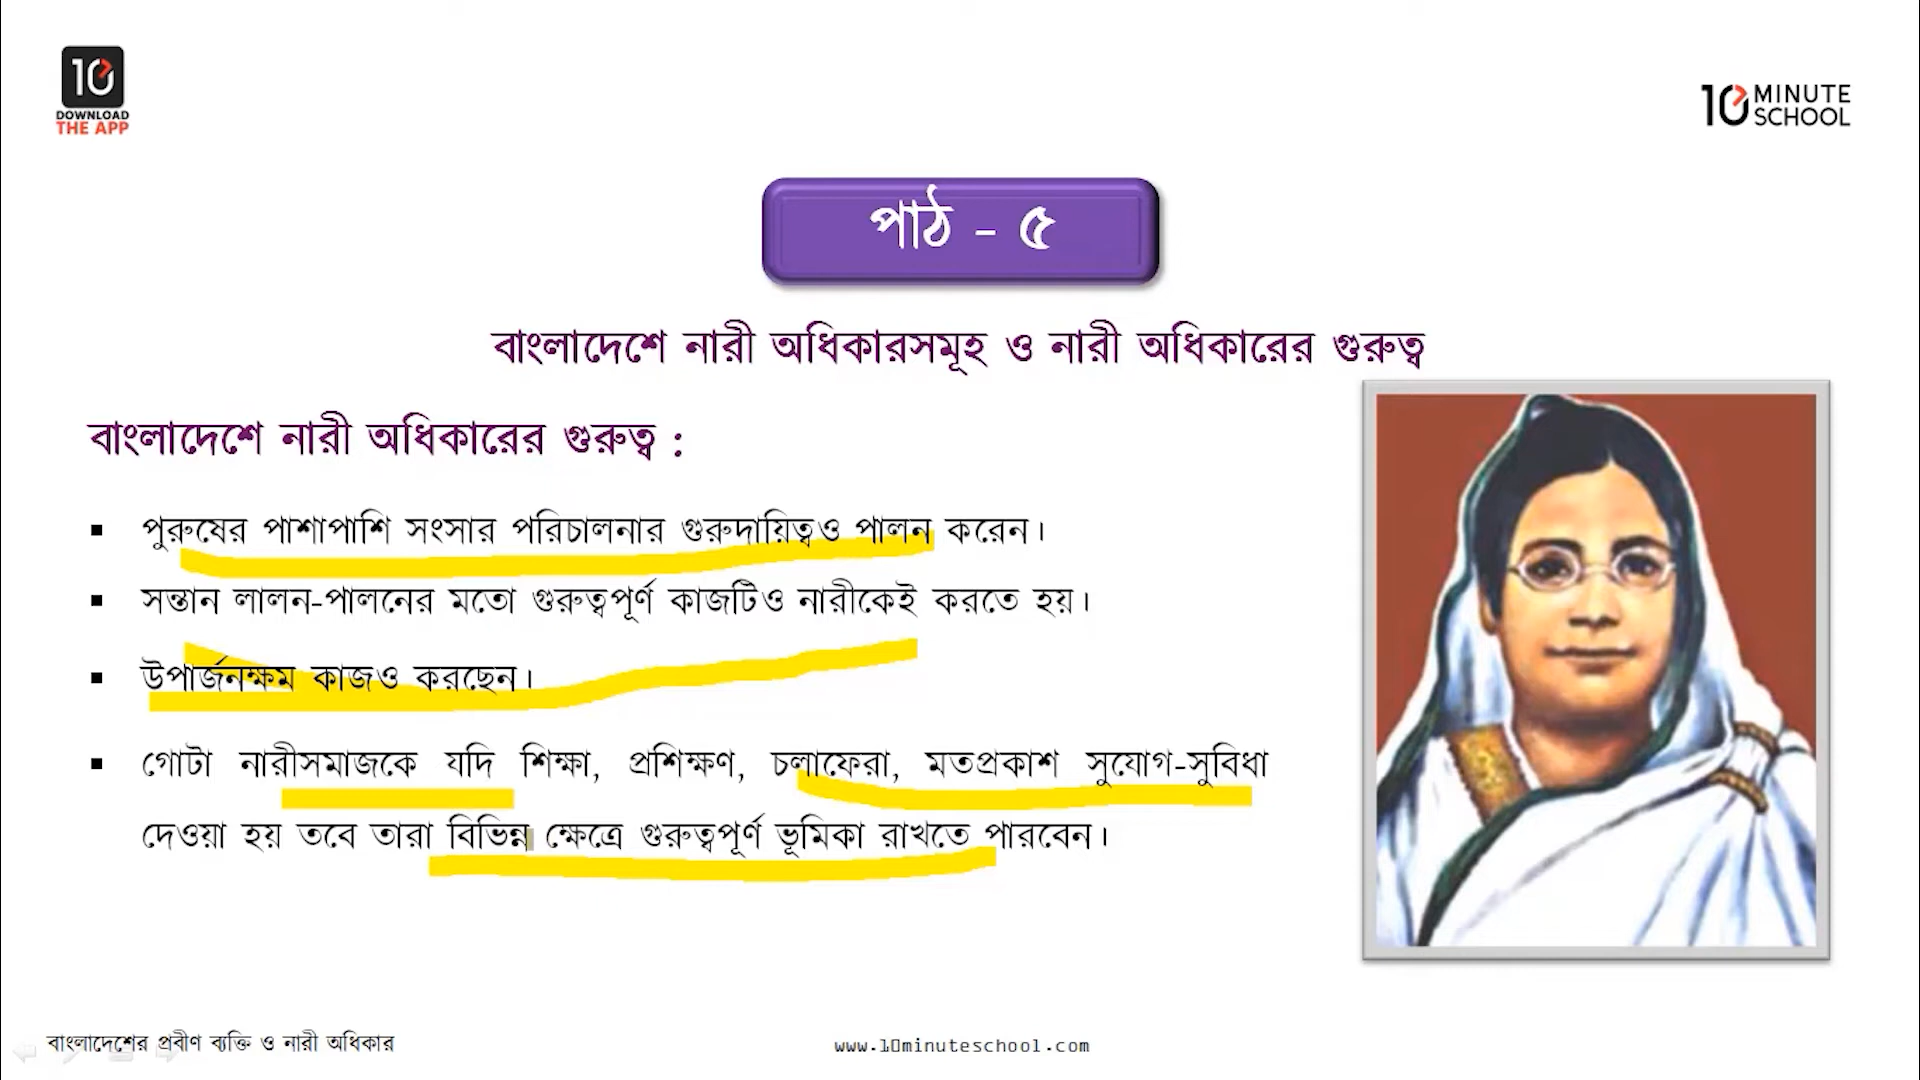 10
DOWNLOAD
THE APP
10 MINUTE
SCHOOL
পাঠ - ৫
বাংলাদেশে নারী অধিকারসমূহ ও নারী অধিকারের গুরুত্ব
বাংলাদেশে নারী অধিকারের গুরুত্ব :
▪ পুরুষের পাশাপাশি সংসার পরিচালনার গুরুদায়িত্বও পালন করেন।
▪ সন্তান লালন-পালনের মতো গুরুত্বপূর্ণ কাজটিও নারীকেই করতে হয়।
▪ উপার্জনক্ষম কাজও করছেন।
▪ গোটা নারীসমাজকে যদি শিক্ষা, প্রশিক্ষণ, চলাফেরা, মতপ্রকাশ সুযোগ-সুবিধা
দেওয়া হয় তবে তারা বিভিন্ন ক্ষেত্রে গুরুত্বপূর্ণ ভূমিকা রাখতে পারবেন।
বাংলাদেশের প্রবীণ ব্যক্তি ও নারী অধিকার
www.10minuteschool.com